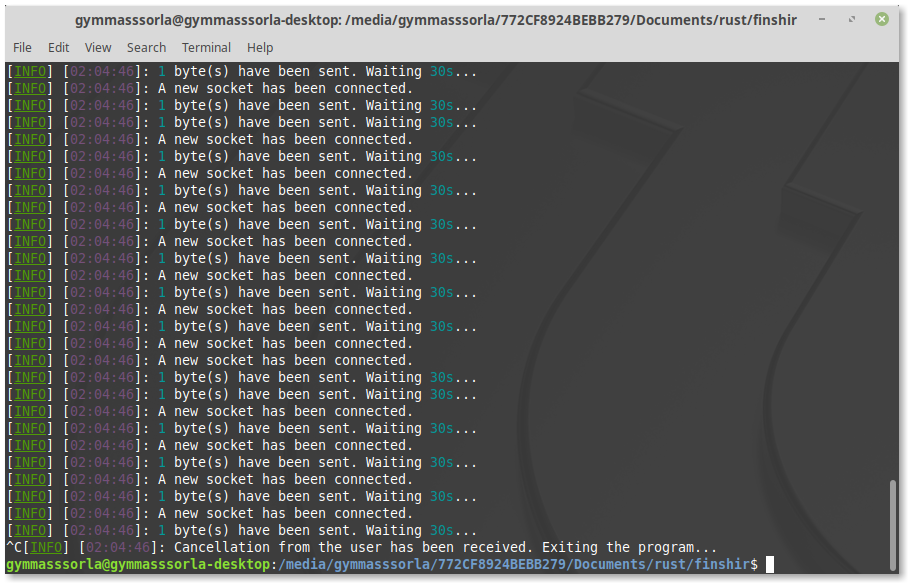 gymmasssorla@gymmasssorla-desktop: /media/gymmasssorla/772CF8924BEBB279/Documents/rust/finshir
File Edit View Search Terminal Help
[INFO] [02:04:46]: 1 byte(s) have been sent. Waiting 30s...
[INFO] [02:04:46]: A new socket has been connected.
[INFO] [02:04:46]: 1 byte(s) have been sent. Waiting 30s...
[INFO] [02:04:46]: 1 byte(s) have been sent. Waiting 30s...
[INFO] [02:04:46]: A new socket has been connected.
[INFO] [02:04:46]: 1 byte(s) have been sent. Waiting 30s...
[INFO] [02:04:46]: A new socket has been connected.
[INFO] [02:04:46]: 1 byte(s) have been sent. Waiting 30s...
[INFO] [02:04:46]: A new socket has been connected.
[INFO] [02:04:46]: 1 byte(s) have been sent. Waiting 30s...
[INFO] [02:04:46]: A new socket has been connected.
[INFO] [02:04:46]: 1 byte(s) have been sent. Waiting 30s...
[INFO] [02:04:46]: A new socket has been connected.
[INFO] [02:04:46]: 1 byte(s) have been sent. Waiting 30s...
[INFO] [02:04:46]: A new socket has been connected.
[INFO] [02:04:46]: 1 byte(s) have been sent. Waiting 30s...
[INFO] [02:04:46]: A new socket has been connected.
[INFO] [02:04:46]: A new socket has been connected.
[INFO] [02:04:46]: 1 byte(s) have been sent. Waiting 30s...
[INFO] [02:04:46]: 1 byte(s) have been sent. Waiting 30s...
[INFO] [02:04:46]: A new socket has been connected.
[INFO] [02:04:46]: 1 byte(s) have been sent. Waiting 30s...
[INFO] [02:04:46]: A new socket has been connected.
[INFO] [02:04:46]: 1 byte(s) have been sent. Waiting 30s...
[INFO] [02:04:46]: A new socket has been connected.
[INFO] [02:04:46]: 1 byte(s) have been sent. Waiting 30s...
[INFO] [02:04:46]: A new socket has been connected.
[INFO] [02:04:46]: 1 byte(s) have been sent. Waiting 30s...
^C[INFO] [02:04:46]: Cancellation from the user has been received. Exiting the program...
gymmasssorla@gymmasssorla-desktop:/media/gymmasssorla/772CF8924BEBB279/Documents/rust/finshir$